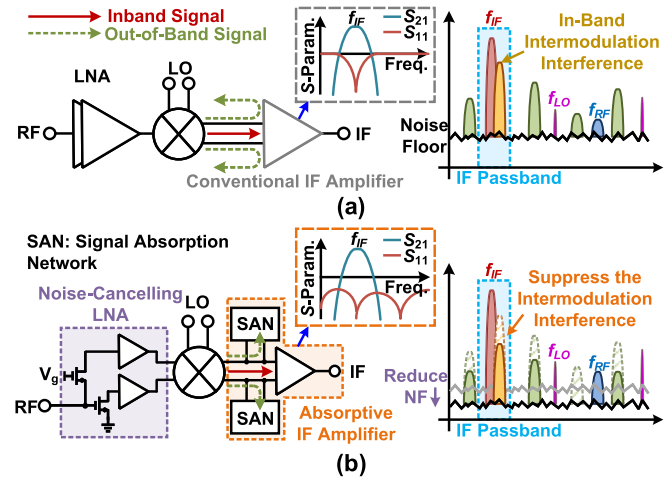 Inband Signal
Out-of-Band Signal
LNA
LO
RF
IF
Conventional IF Amplifier
S-Param.
f_IF
S21
S11
Freq.
f_IF
In-Band
Intermodulation
Interference
f_LO
f_RF
Noise
Floor
IF Passband
(a)
SAN: Signal Absorption
Network
Noise-Cancelling
LNA
LO
Vg
RF
SAN
SAN
IF
Absorptive
IF Amplifier
S-Param.
f_IF
S21
S11
Freq.
f_IF
Suppress the
Intermodulation
Interference
f_LO
f_RF
Reduce
NF
IF Passband
(b)